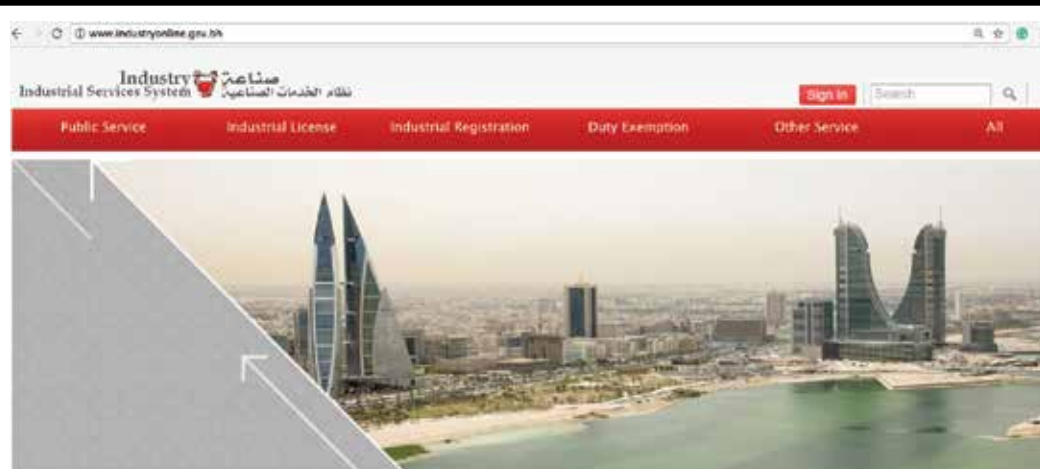 www.industryonline.gov.bh
Industry صناعة
Industrial Services System نظام الخدمات الصناعية
Sign In
Search
Public Service
Industrial License
Industrial Registration
Duty Exemption
Other Service
All